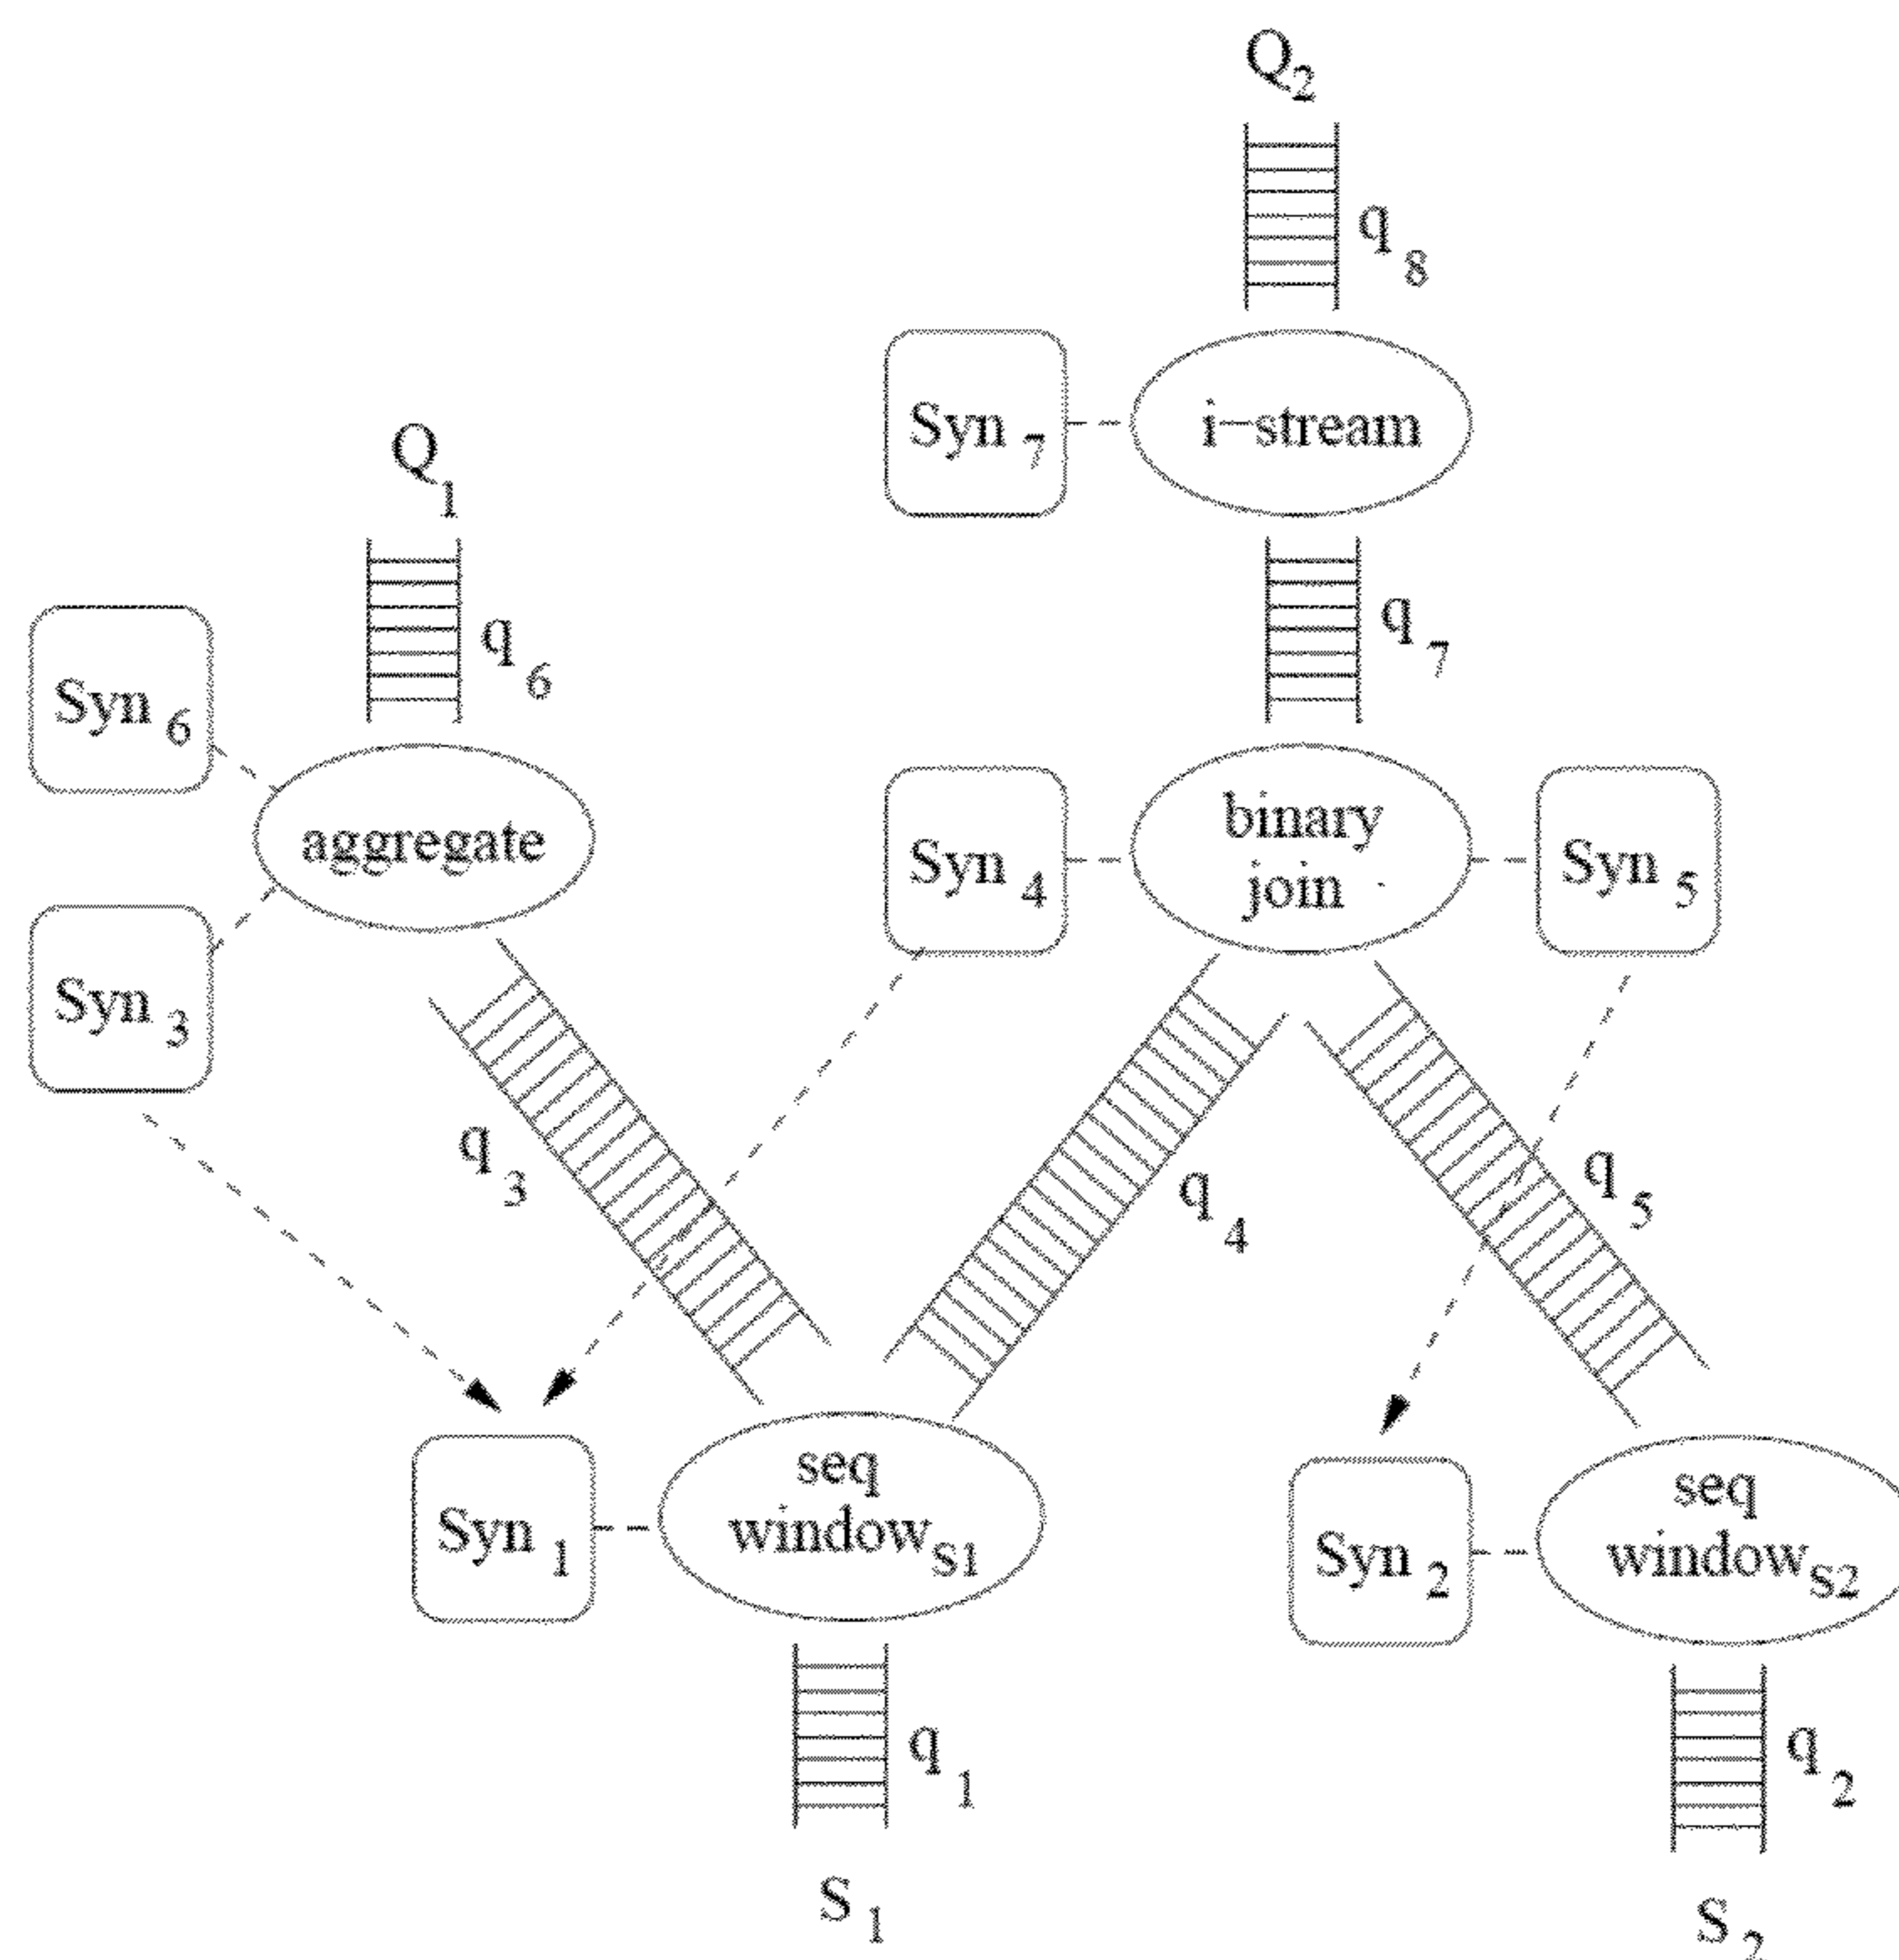 Q2
q8
Syn7
i-stream
Q1
q6
q7
Syn6
aggregate
Syn4
binary
join
Syn5
Syn3
q3
q4
q5
Syn1
seq
windowS1
Syn2
seq
windowS2
q1
q2
S1
S2